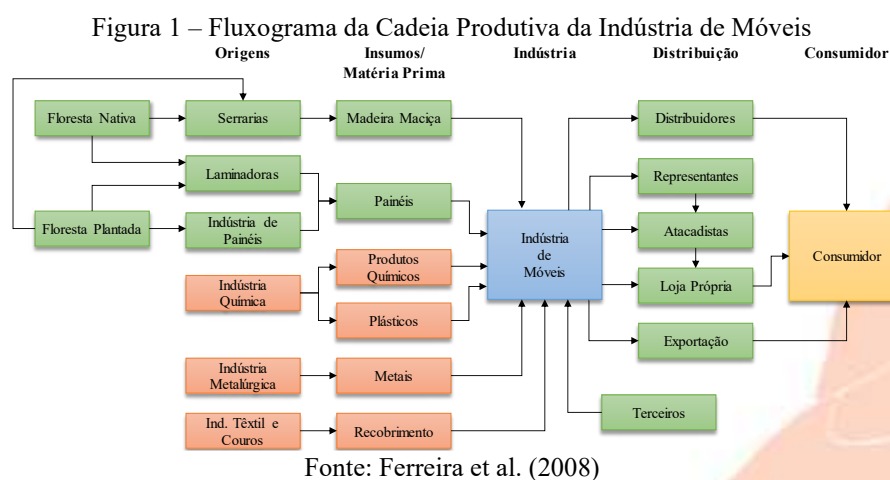 Figura 1 – Fluxograma da Cadeia Produtiva da Indústria de Móveis
Origens
Insumos/
Matéria Prima
Indústria
Distribuição
Consumidor
Floresta Nativa
Serrarias
Madeira Maciça
Distribuidores
Laminadoras
Representantes
Painéis
Floresta Plantada
Indústria de
Painéis
Atacadistas
Indústria
de
Móveis
Consumidor
Produtos
Químicos
Indústria
Química
Loja Própria
Plásticos
Exportação
Indústria
Metalúrgica
Metais
Terceiros
Ind. Têxtil e
Couros
Recobrimento
Fonte: Ferreira et al. (2008)